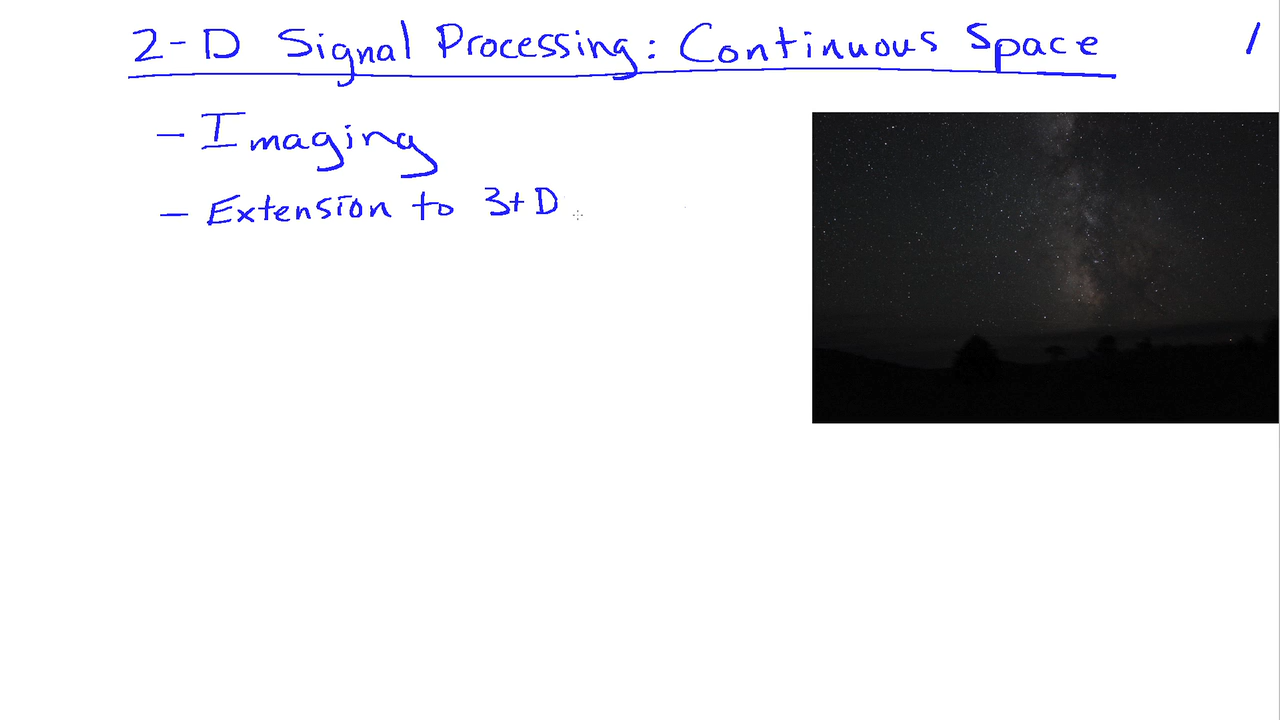 2-D Signal Processing: Continuous Space 1
- Imaging
- Extension to 3+D